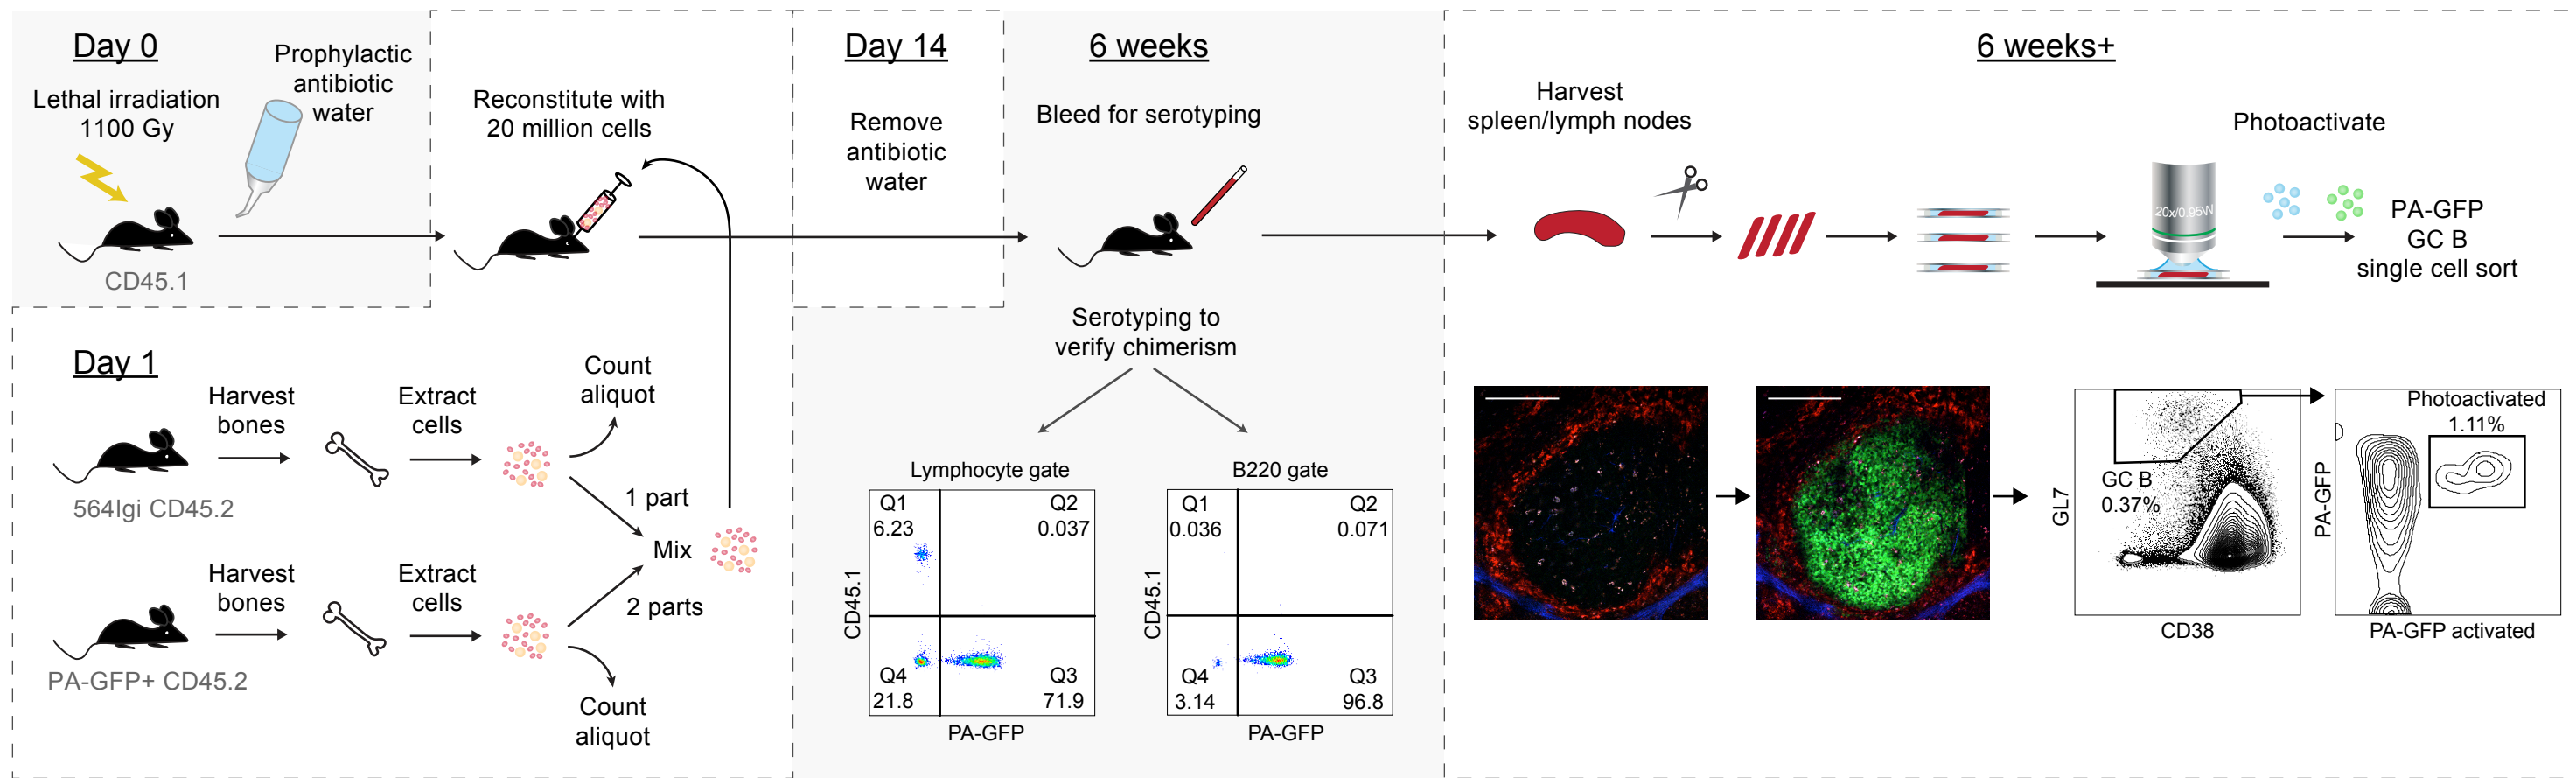 Day 0
Lethal irradiation
1100 Gy
Prophylactic
antibiotic
water
CD45.1
Reconstitute with
20 million cells
Day 1
564Igi CD45.2
Harvest
bones
Extract
cells
Count
aliquot
1 part
Mix
2 parts
PA-GFP+ CD45.2
Harvest
bones
Extract
cells
Count
aliquot
Day 14
Remove
antibiotic
water
6 weeks
Bleed for serotyping
Serotyping to
verify chimerism
Lymphocyte gate
Q1
6.23
Q2
0.037
Q4
21.8
Q3
71.9
CD45.1
PA-GFP
B220 gate
Q1
0.036
Q2
0.071
Q4
3.14
Q3
96.8
CD45.1
PA-GFP
6 weeks+
Harvest
spleen/lymph nodes
Photoactivate
20x/0.95W
PA-GFP
GC B
single cell sort
GC B
0.37%
GL7
CD38
Photoactivated
1.11%
PA-GFP
PA-GFP activated